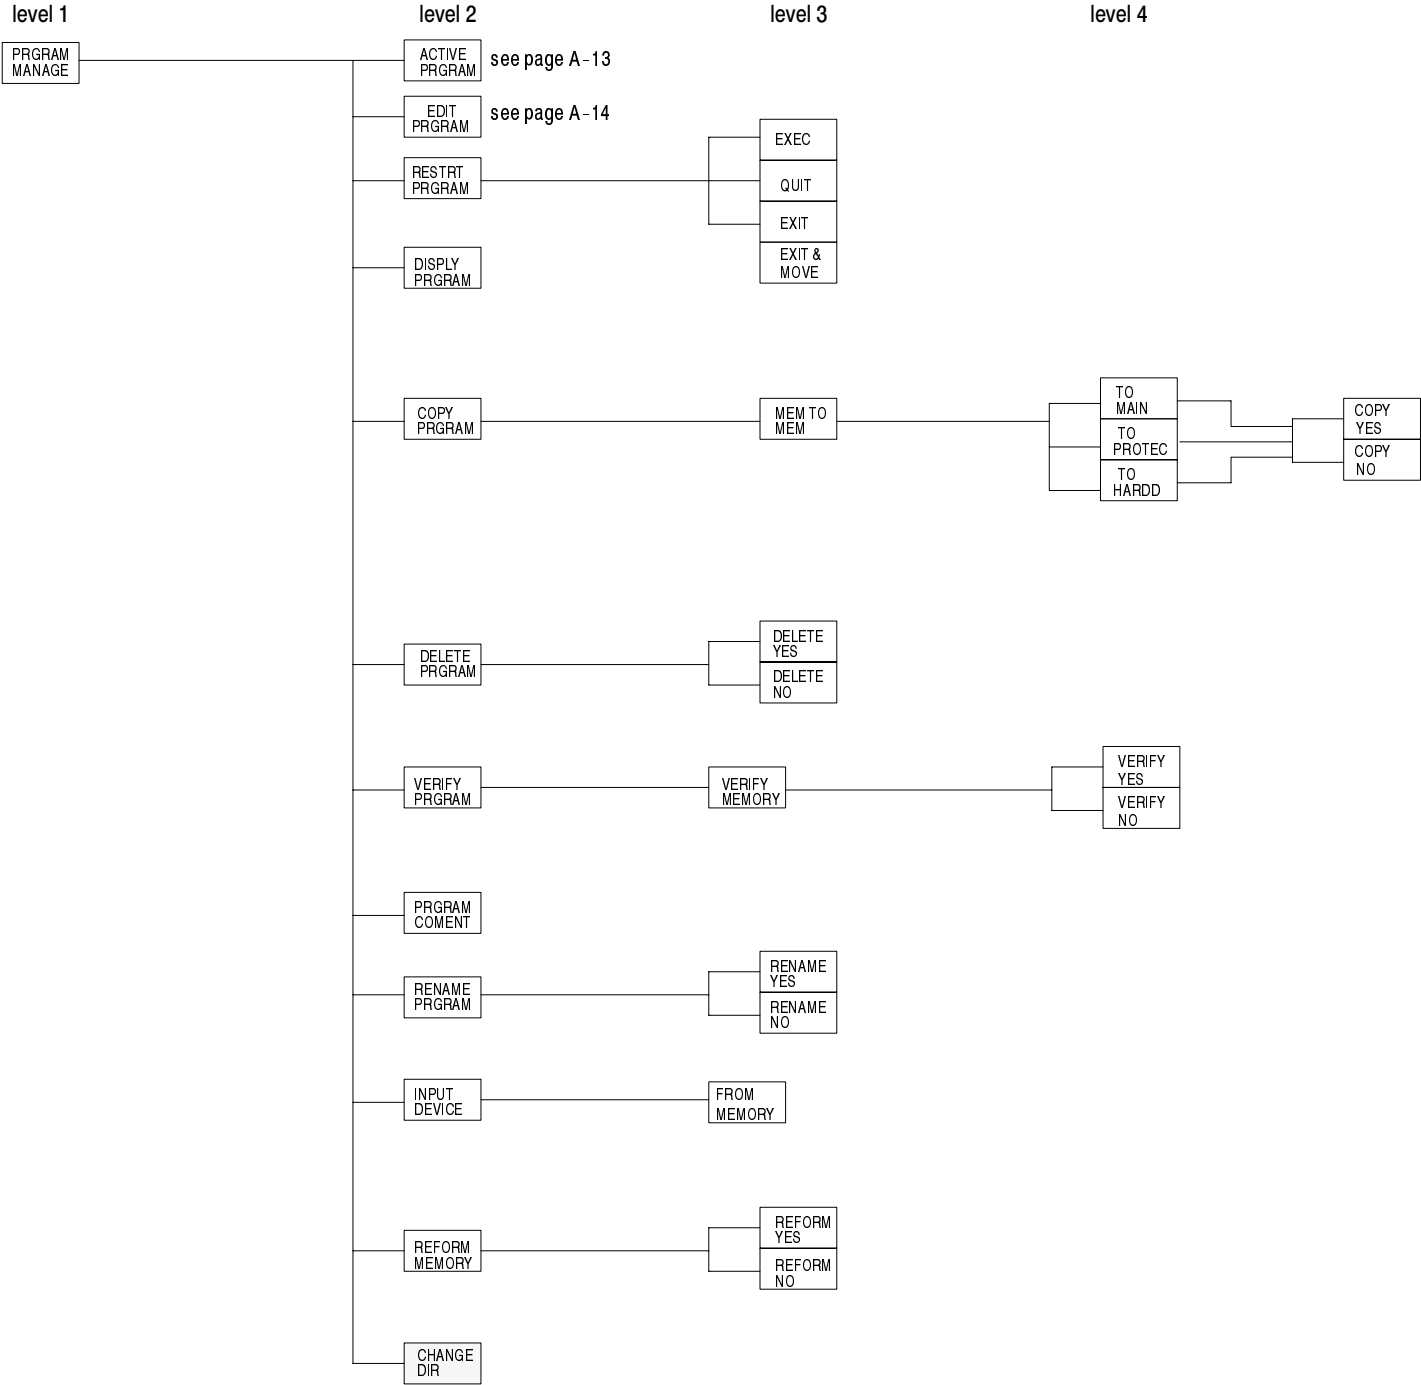 level 1
level 2
level 3
level 4
PRGRAM
MANAGE
ACTIVE
PRGRAM
see page A-13
EDIT
PRGRAM
see page A-14
RESTRT
PRGRAM
EXEC
QUIT
EXIT
EXIT &
MOVE
DISPLY
PRGRAM
COPY
PRGRAM
MEM TO
MEM
TO
MAIN
TO
PROTEC
TO
HARDD
COPY
YES
COPY
NO
DELETE
PRGRAM
DELETE
YES
DELETE
NO
VERIFY
PRGRAM
VERIFY
MEMORY
VERIFY
YES
VERIFY
NO
PRGRAM
COMENT
RENAME
PRGRAM
RENAME
YES
RENAME
NO
INPUT
DEVICE
FROM
MEMORY
REFORM
MEMORY
REFORM
YES
REFORM
NO
CHANGE
DIR